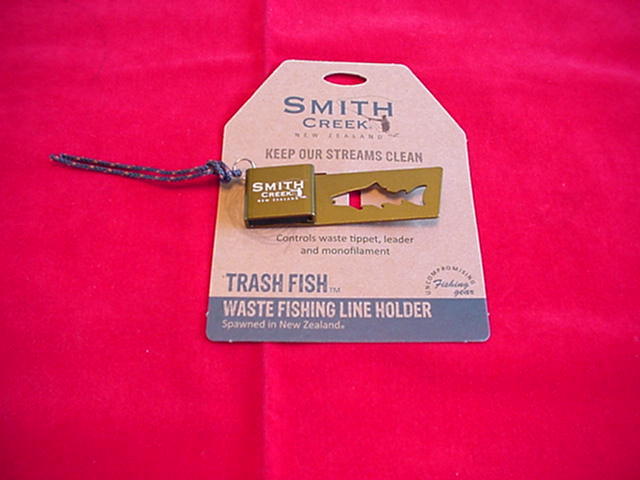 SMITH
CREEK®
NEW ZEALAND
KEEP OUR STREAMS CLEAN
SMITH
CREEK
NEW ZEALAND
Controls waste tippet, leader
and monofilament
TRASH FISH™
UNCOMPROMISING
Fishing
gear
WASTE FISHING LINE HOLDER
Spawned in New Zealand®